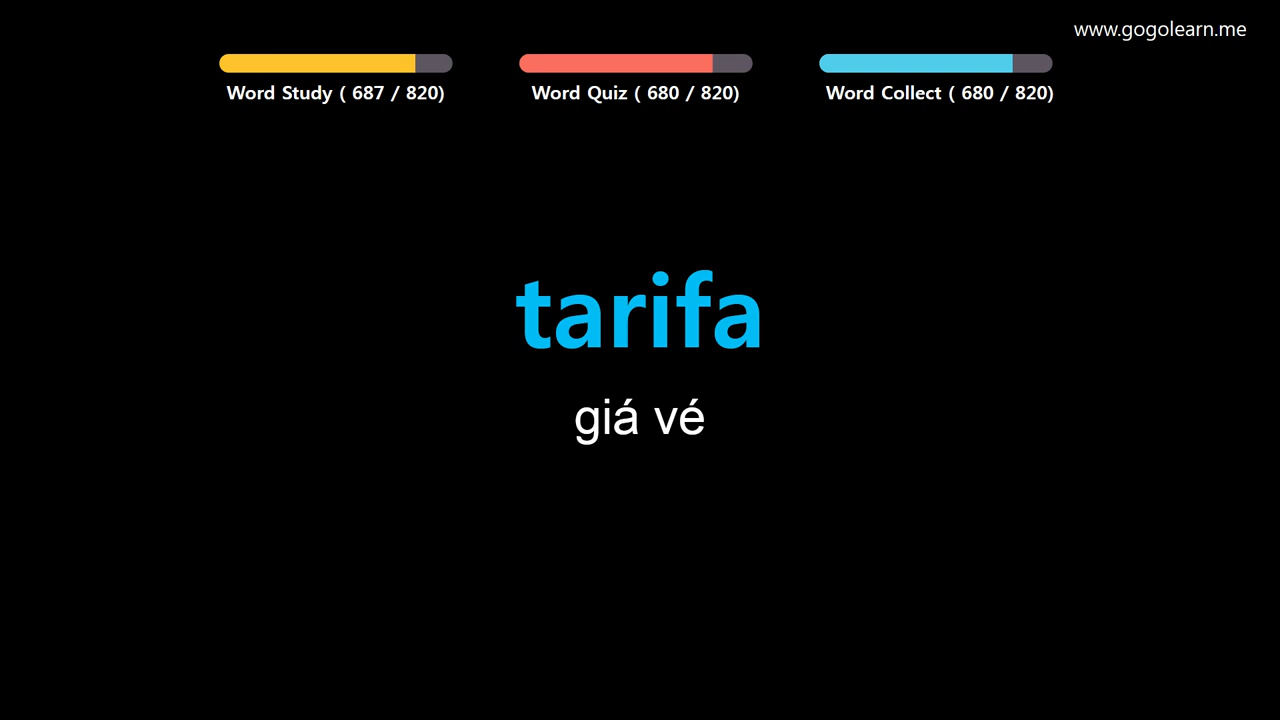 www.gogolearn.me
Word Study ( 687 / 820)
Word Quiz ( 680 / 820)
Word Collect ( 680 / 820)
tarifa
giá vé